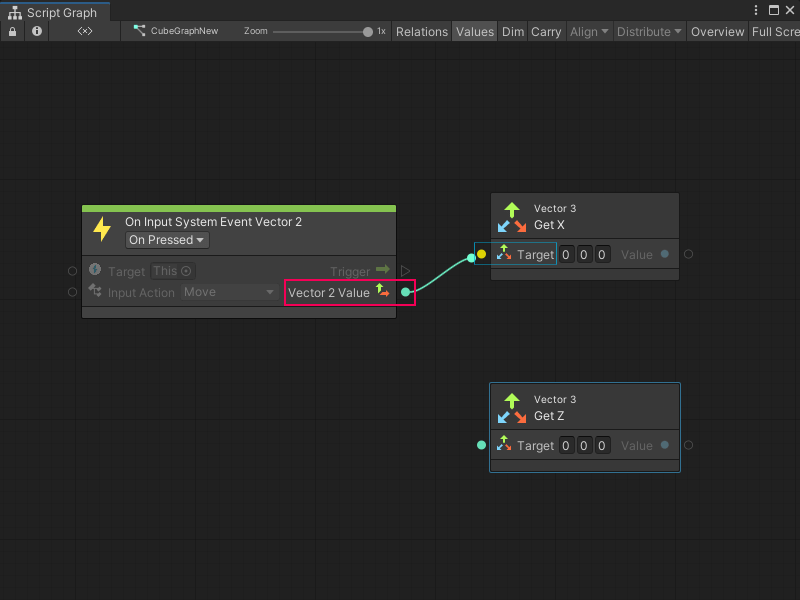 Script Graph
CubeGraphNew Zoom 1x Relations Values Dim Carry Align Distribute Overview Full Scre
On Input System Event Vector 2
On Pressed
Target This Trigger
Input Action Move Vector 2 Value
Vector 3
Get X
Target 0 0 0 Value
Vector 3
Get Z
Target 0 0 0 Value